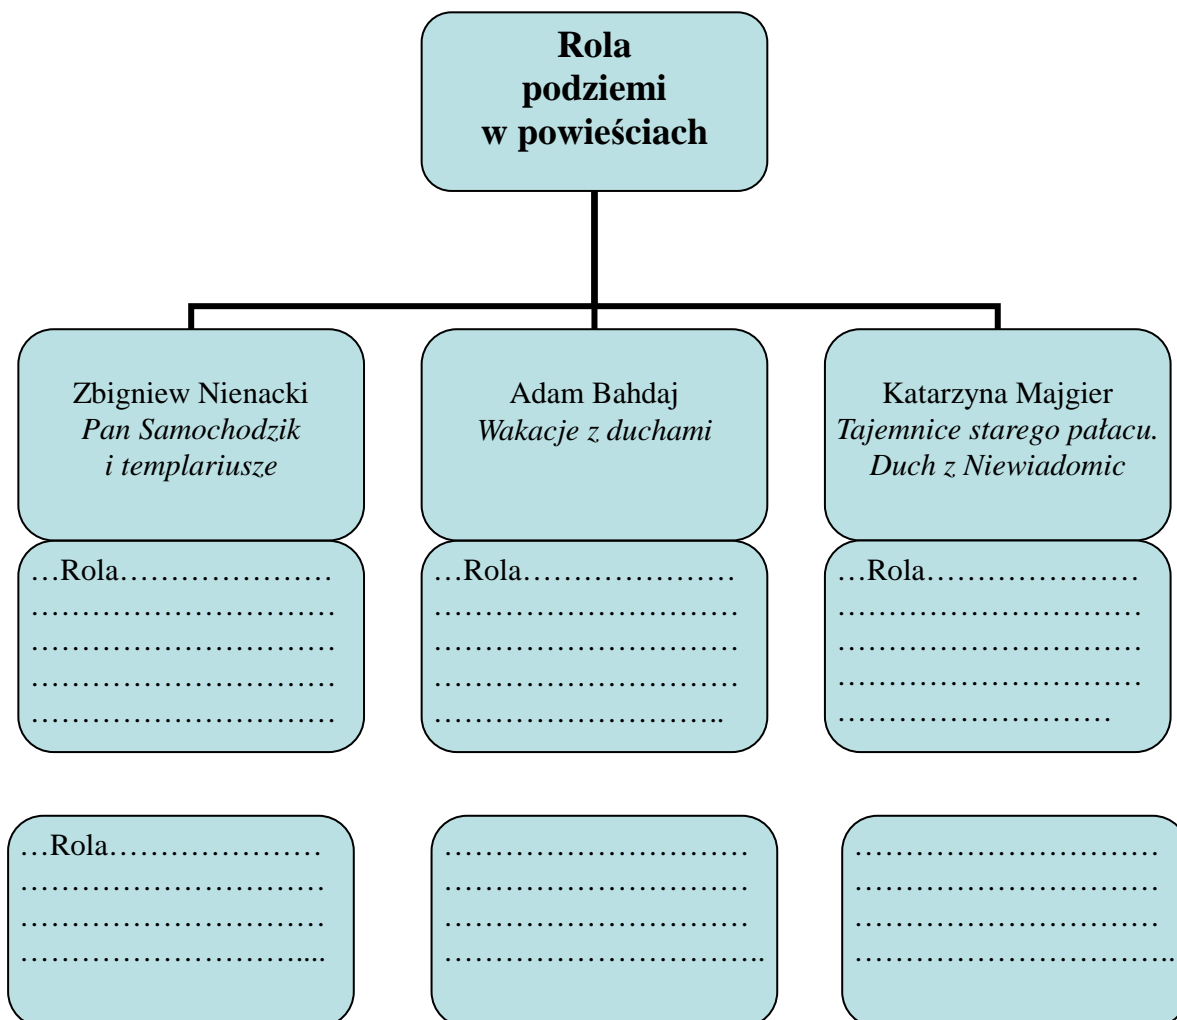 Rola
podziemi
w powieściach
Zbigniew Nienacki
Pan Samochodzik
i templariusze
Adam Bahdaj
Wakacje z duchami
Katarzyna Majgier
Tajemnice starego pałacu.
Duch z Niewiadomic
…Rola……………………
……………………………
……………………………
……………………………
……………………………
…Rola……………………
……………………………
……………………………
……………………………
…………………………..
…Rola……………………
……………………………
……………………………
……………………………
…………………………
…Rola……………………
……………………………
……………………………
…………………………....
……………………………
……………………………
……………………………
……………………………..
……………………………
……………………………
……………………………
……………………………..